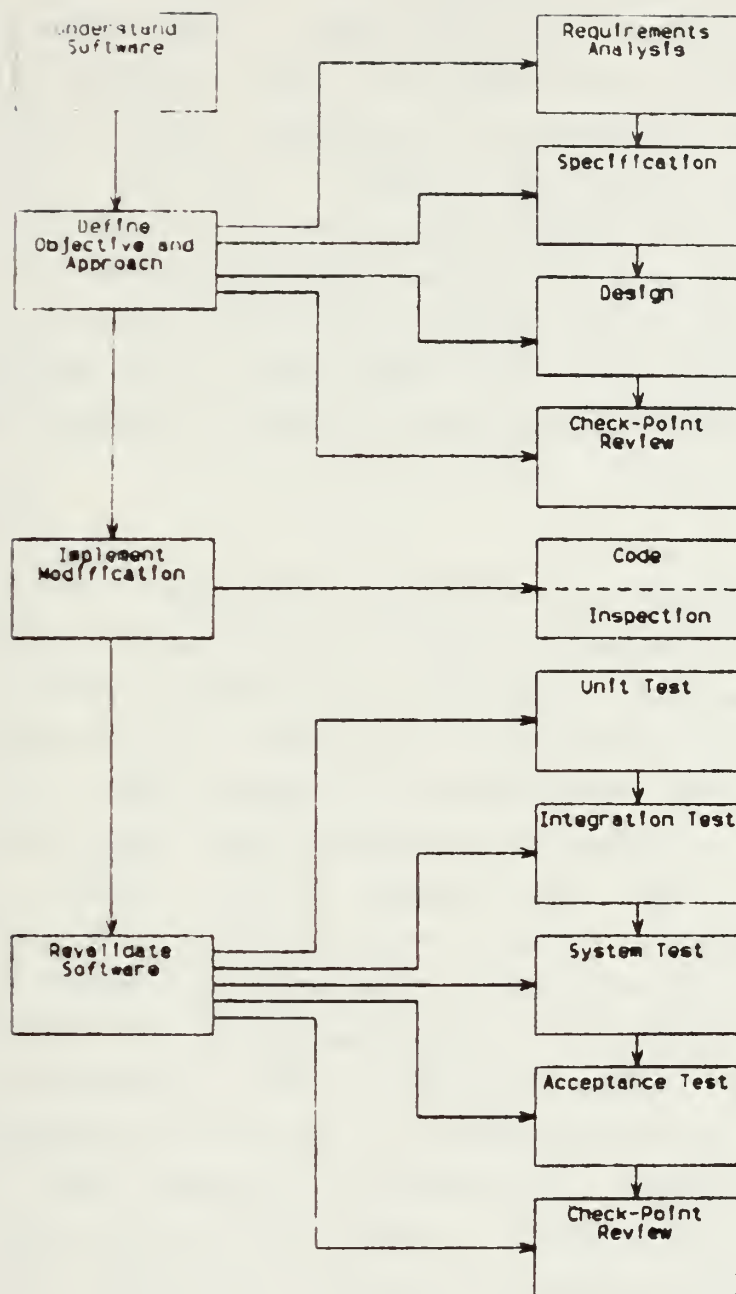 Understand
Software
Requirements
Analysis
Specification
Define
Objective and
Approach
Design
Check-Point
Review
Implement
Modification
Code
Inspection
Unit Test
Integration Test
Revalidate
Software
System Test
Acceptance Test
Check-Point
Review